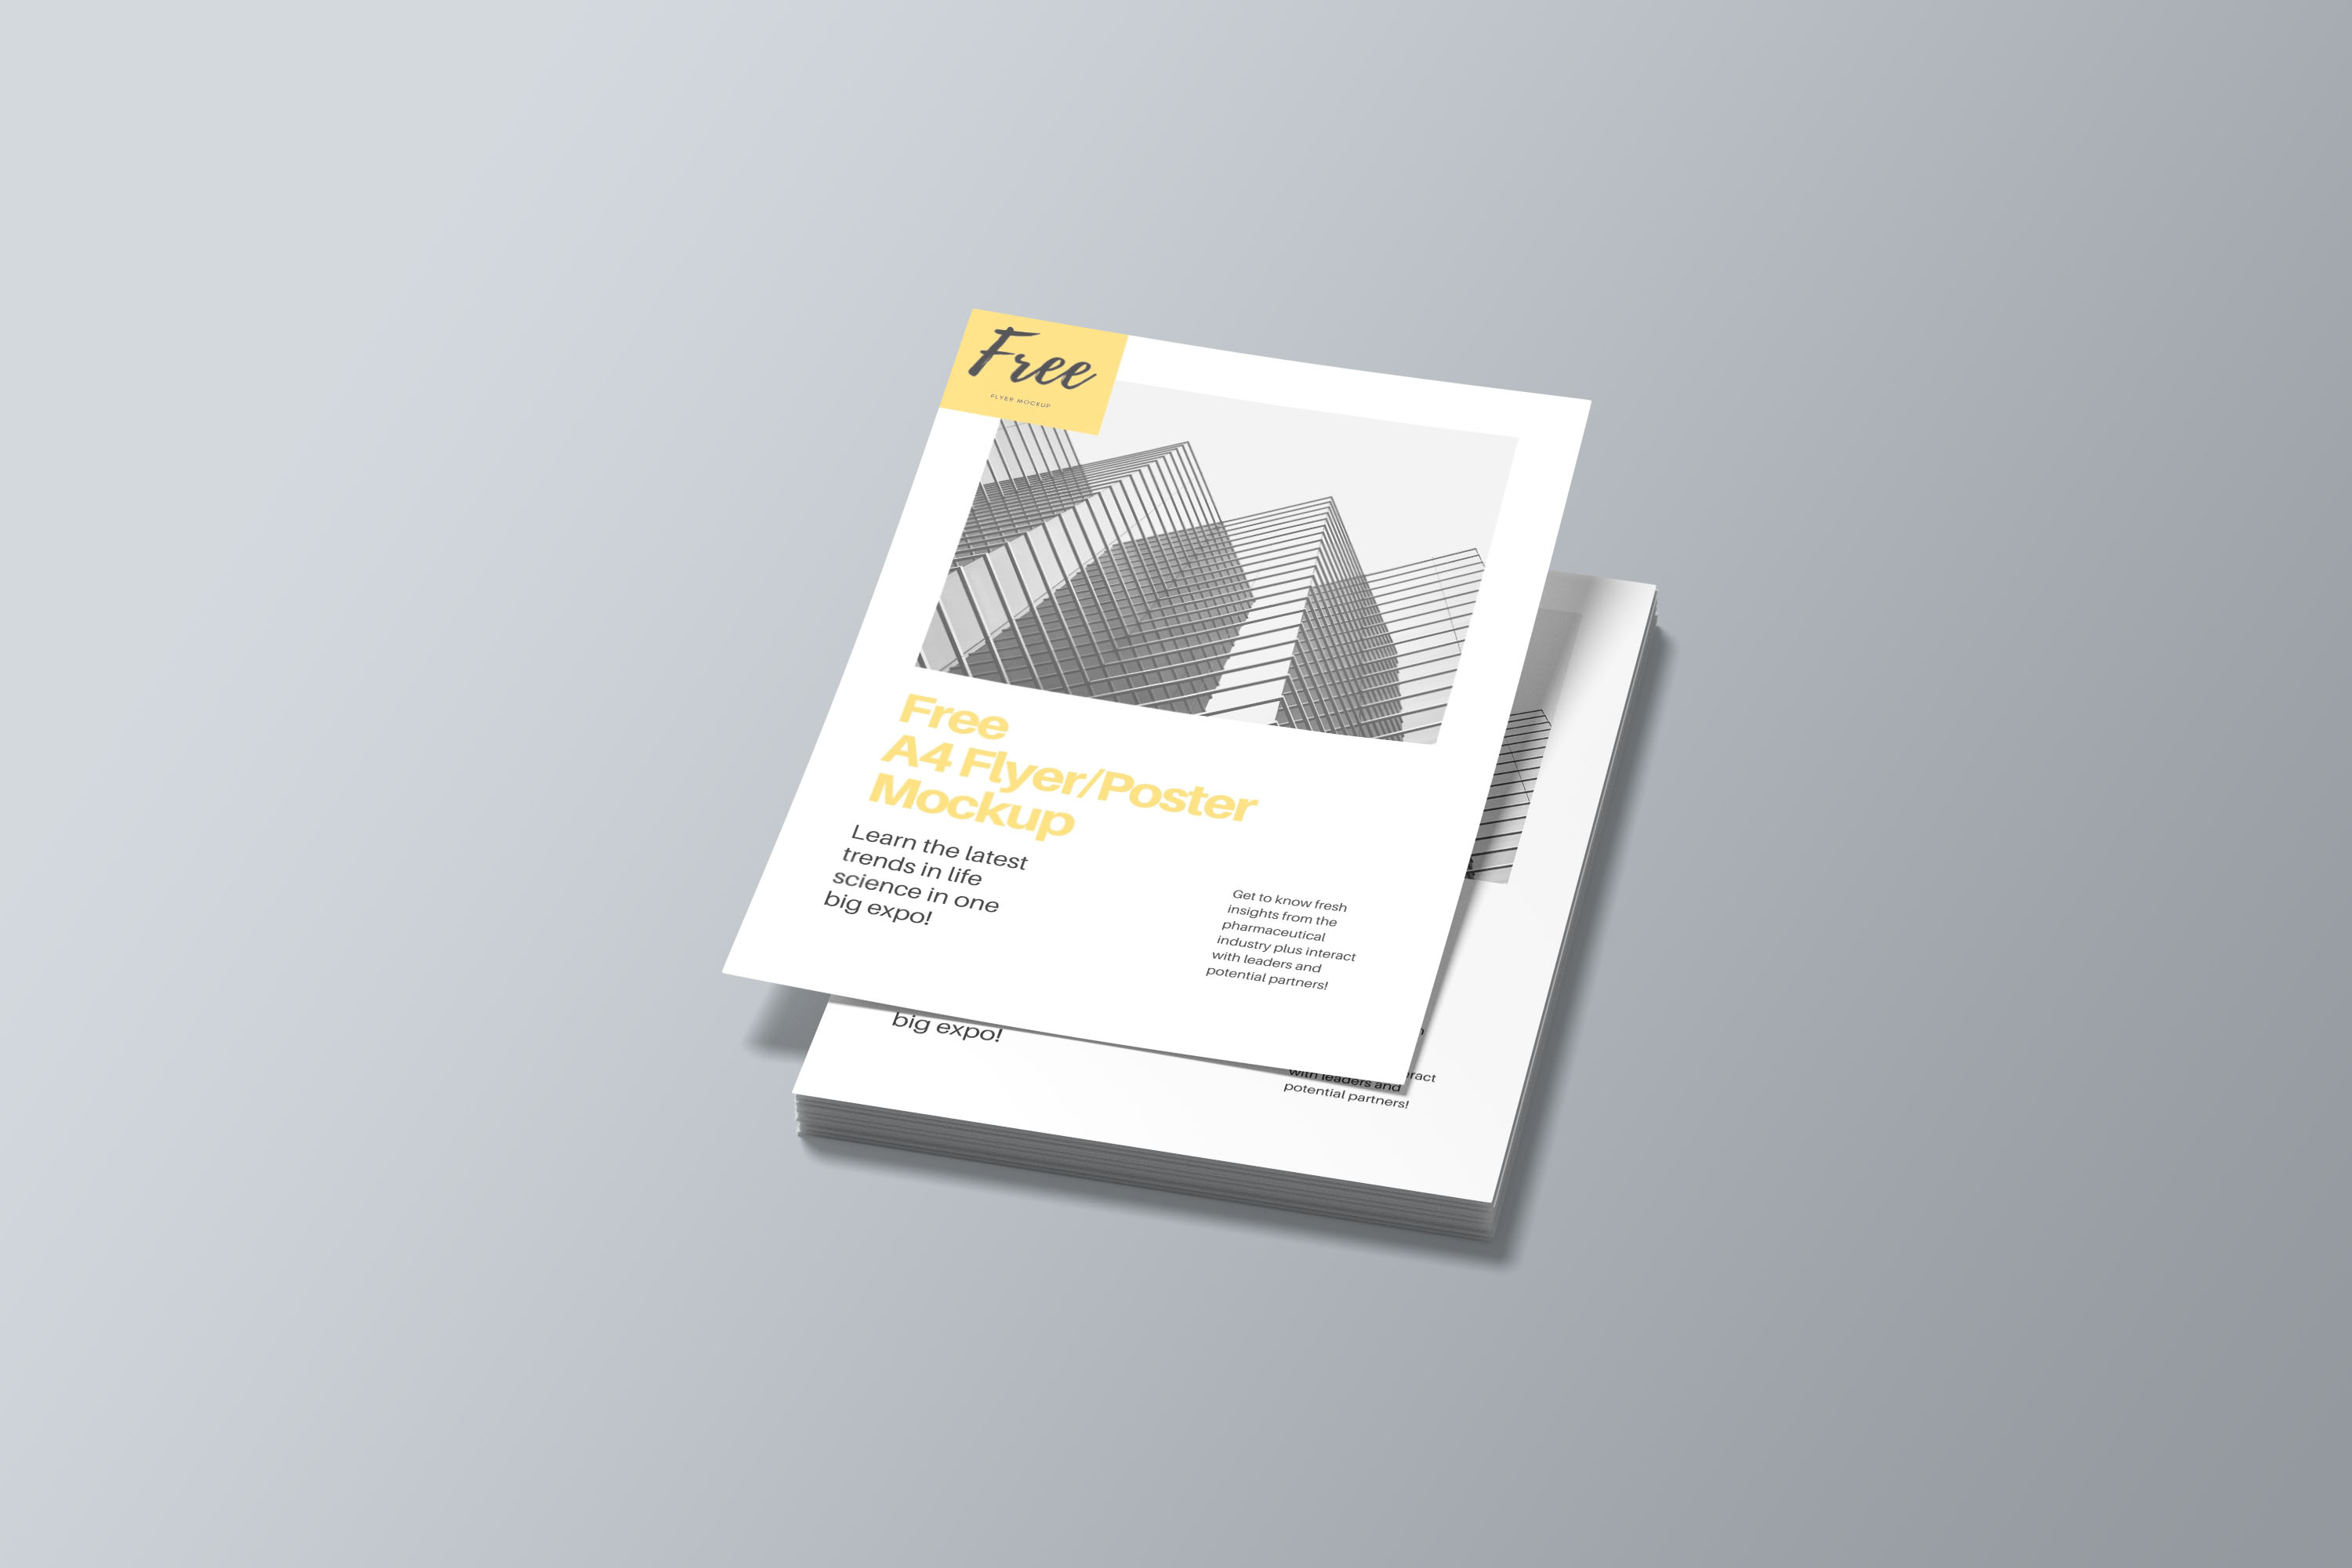 Free
FLYER MOCKUP
Free
A4 Flyer/Poster
Mockup
Learn the latest
trends in life
science in one
big expo!
Get to know fresh
insights from the
pharmaceutical
industry plus interact
with leaders and
potential partners!
big expo!
with leaders and
potential partners!